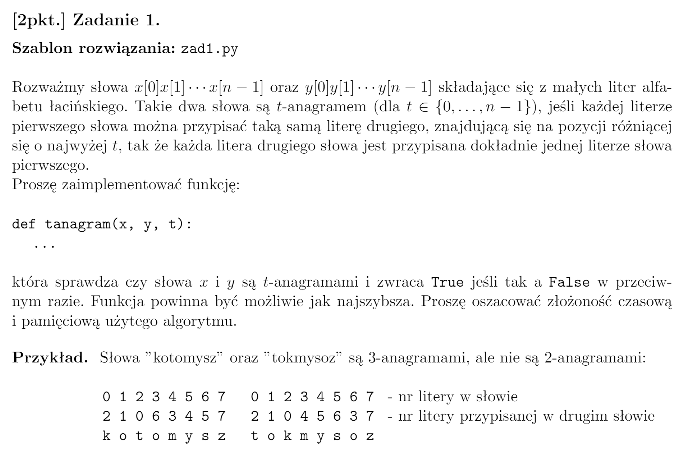 [2pkt.] Zadanie 1.
Szablon rozwiązania: zad1.py
Rozważmy słowa x[0]x[1]⋯x[n − 1] oraz y[0]y[1]⋯y[n − 1] składające się z małych liter alfa-
betu łacińskiego. Takie dwa słowa są t-anagramem (dla t ∈ {0, . . . , n − 1}), jeśli każdej literze
pierwszego słowa można przypisać taką samą literę drugiego, znajdującą się na pozycji różniącej
się o najwyżej t, tak że każda litera drugiego słowa jest przypisana dokładnie jednej literze słowa
pierwszego.
Proszę zaimplementować funkcję:
def tanagram(x, y, t):
...
która sprawdza czy słowa x i y są t-anagramami i zwraca True jeśli tak a False w przeciw-
nym razie. Funkcja powinna być możliwie jak najszybsza. Proszę oszacować złożoność czasową
i pamięciową użytego algorytmu.
Przykład. Słowa ”kotomysz” oraz ”tokmysoz” są 3-anagramami, ale nie są 2-anagramami:
0 1 2 3 4 5 6 7 0 1 2 3 4 5 6 7 - nr litery w słowie
2 1 0 6 3 4 5 7 2 1 0 4 5 6 3 7 - nr litery przypisanej w drugim słowie
k o t o m y s z t o k m y s o z